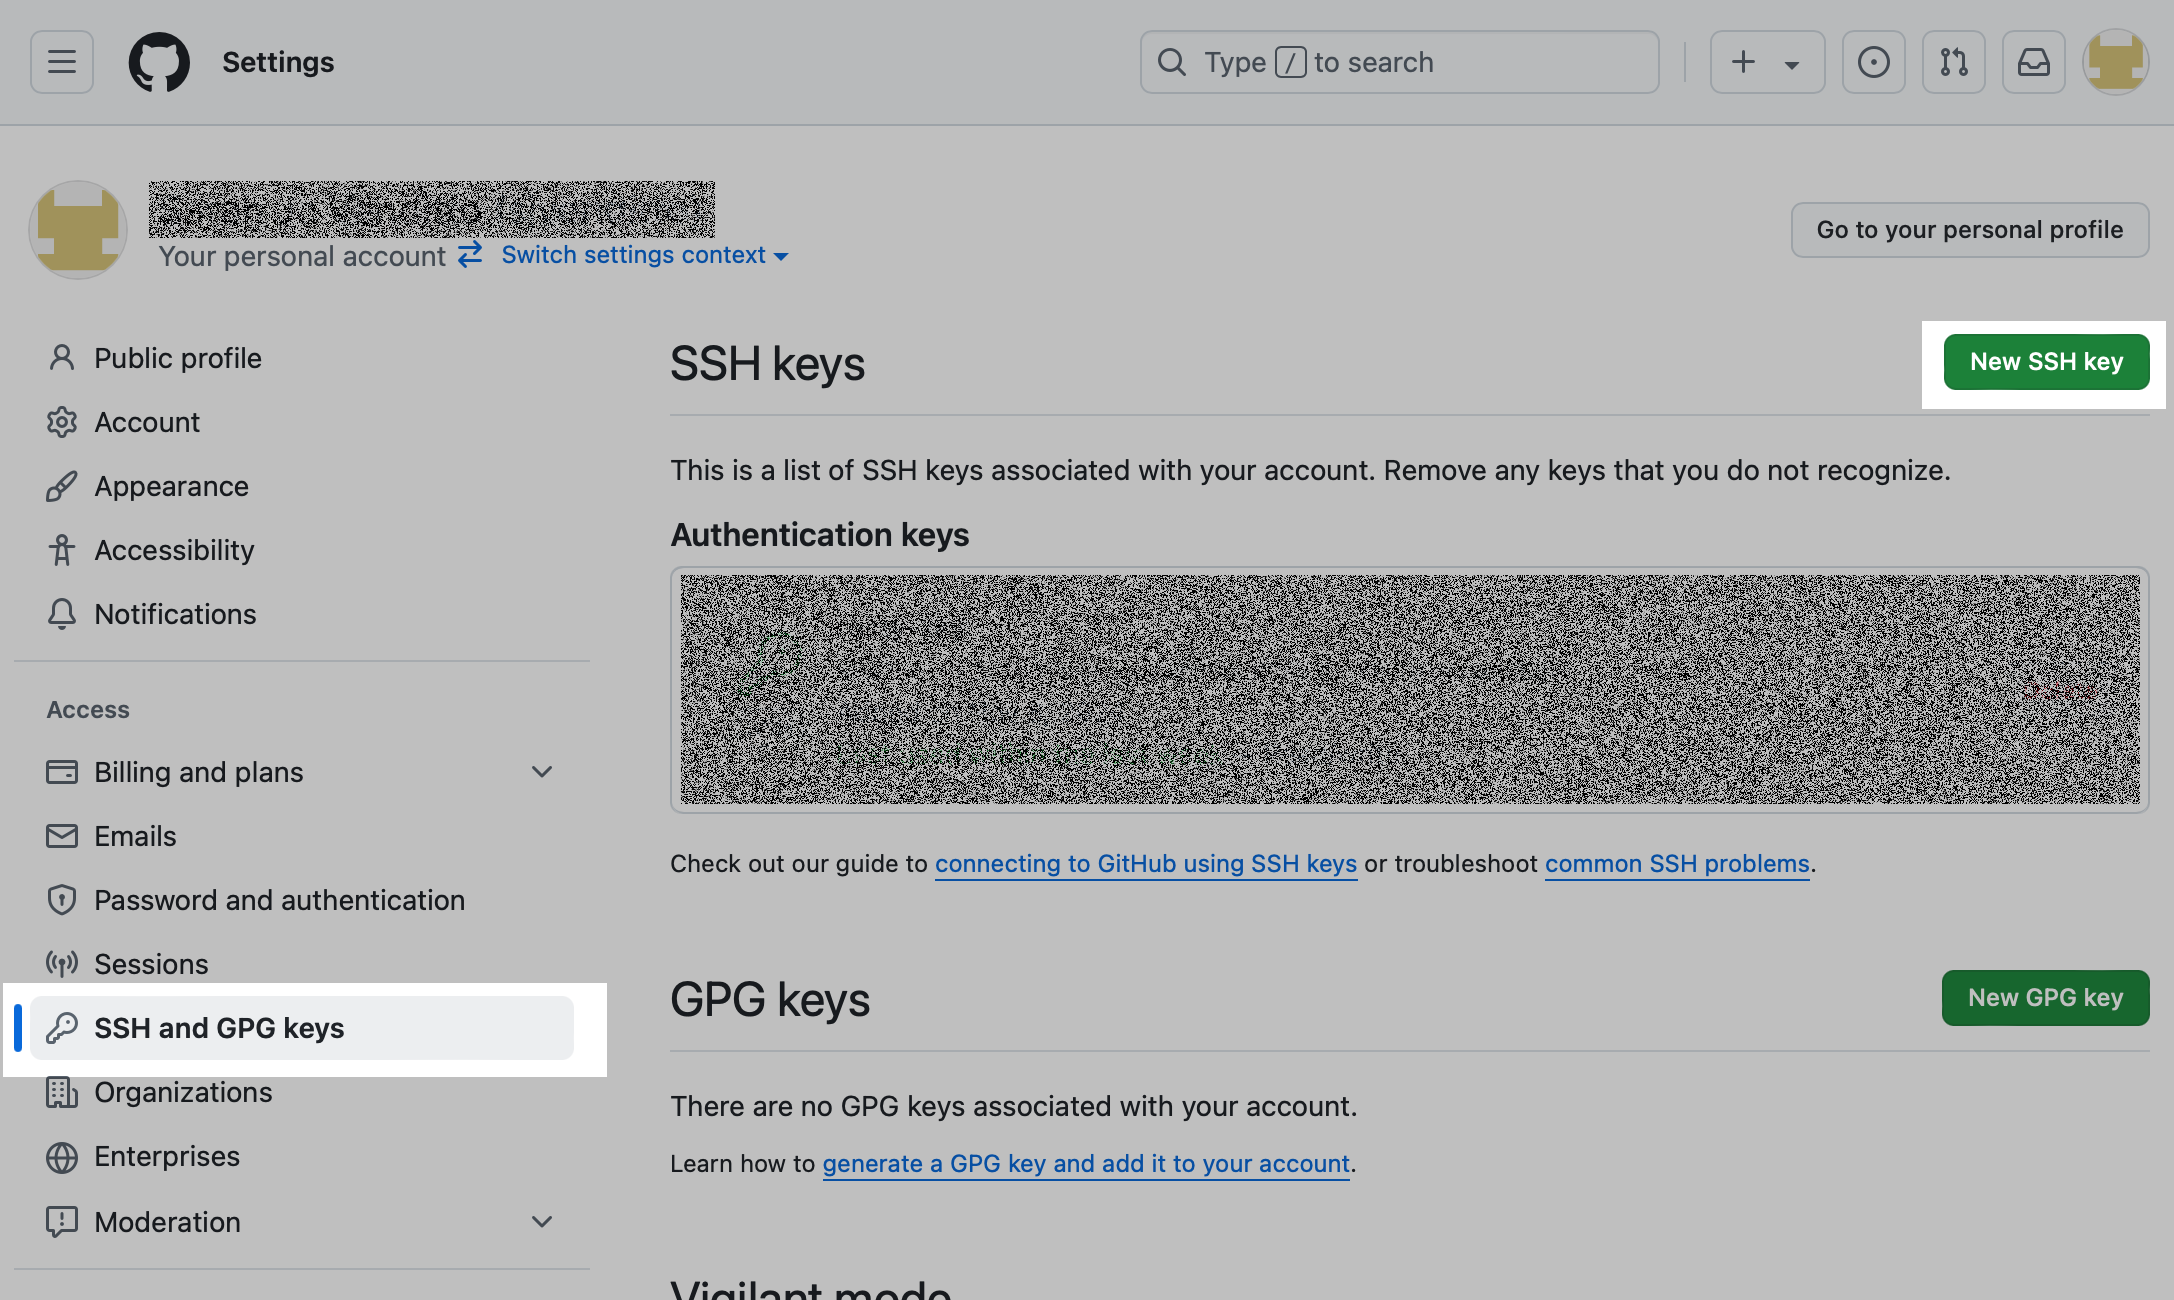 Settings
Type / to search
Your personal account Switch settings context
Go to your personal profile
Public profile
Account
Appearance
Accessibility
Notifications
Access
Billing and plans
Emails
Password and authentication
Sessions
SSH and GPG keys
Organizations
Enterprises
Moderation
SSH keys
New SSH key
This is a list of SSH keys associated with your account. Remove any keys that you do not recognize.
Authentication keys
Check out our guide to connecting to GitHub using SSH keys or troubleshoot common SSH problems.
GPG keys
New GPG key
There are no GPG keys associated with your account.
Learn how to generate a GPG key and add it to your account.
Vigilant mode